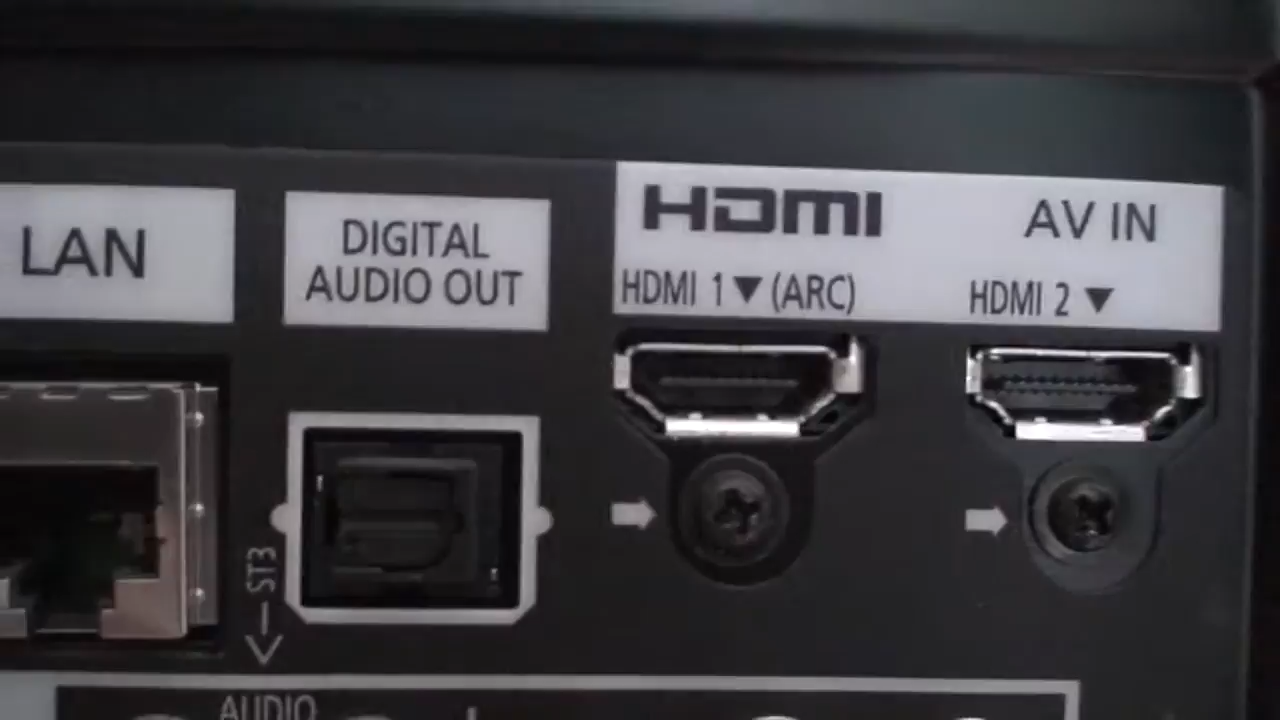 LAN
DIGITAL
AUDIO OUT
HDMI
AV IN
HDMI 1 ▼ (ARC)
HDMI 2 ▼
ST3
AUDIO